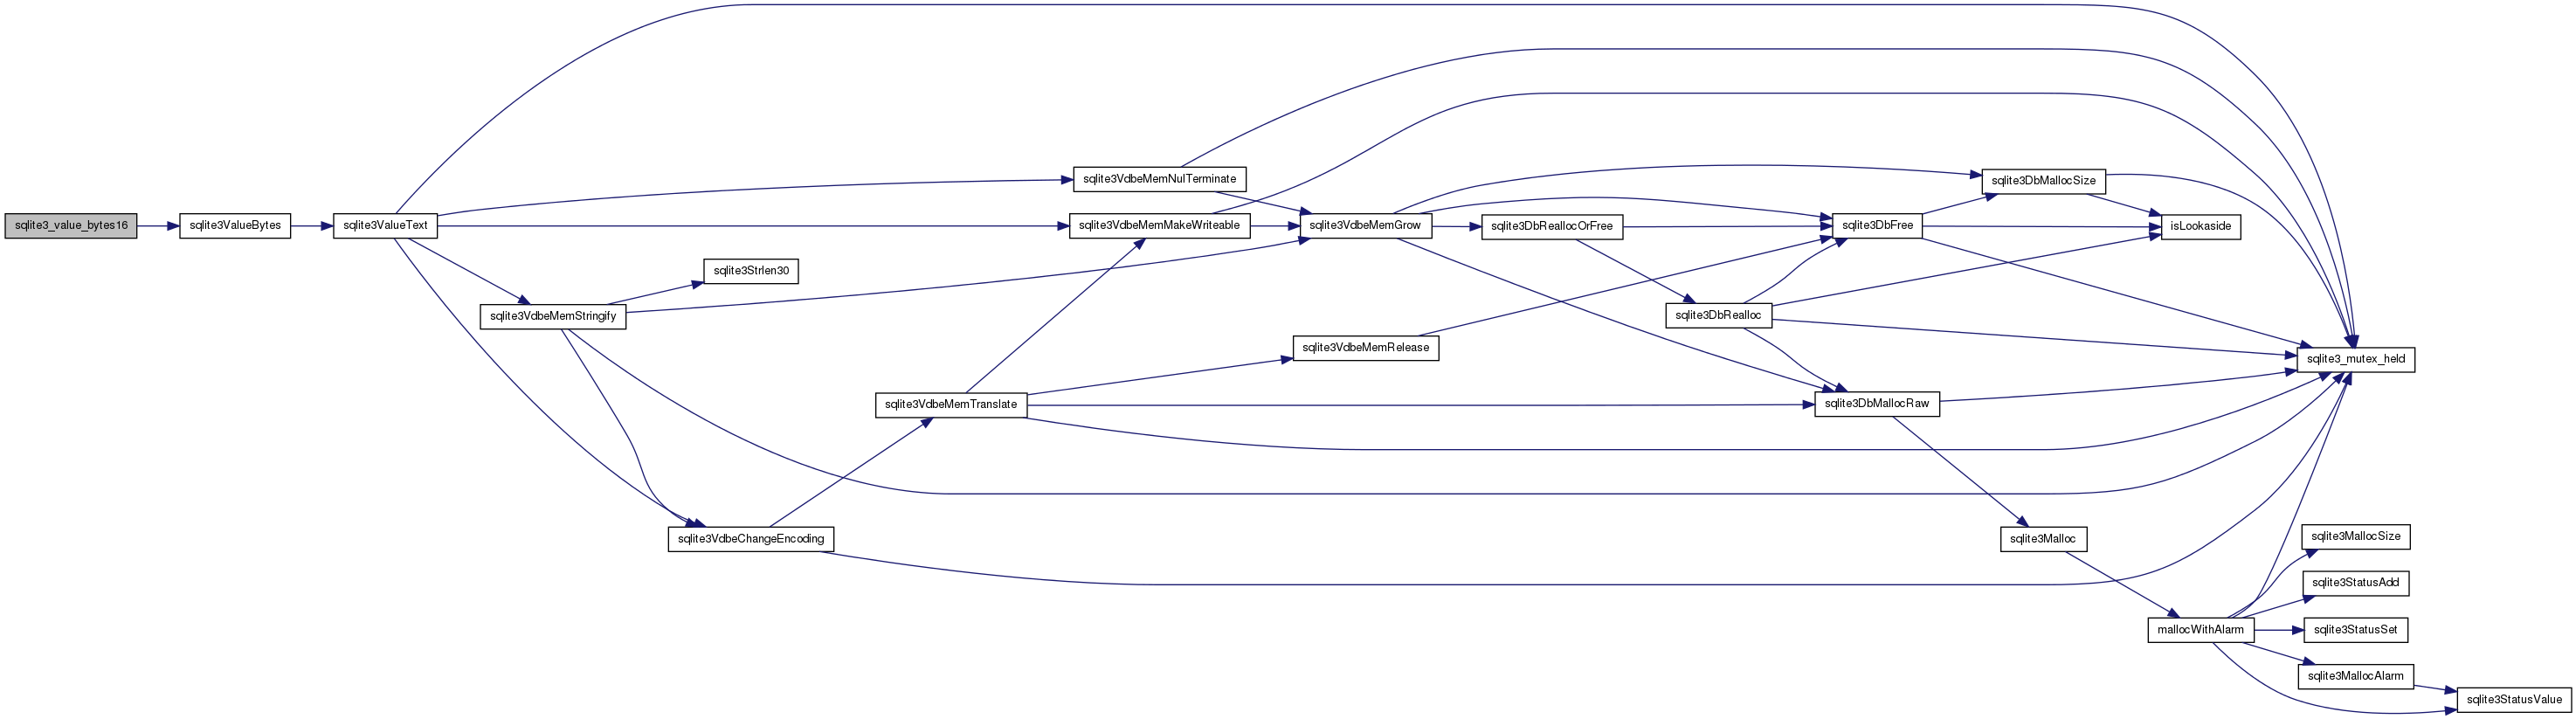 sqlite3_value_bytes16
sqlite3ValueBytes
sqlite3ValueText
sqlite3VdbeMemStringify
sqlite3Strlen30
sqlite3VdbeChangeEncoding
sqlite3VdbeMemTranslate
sqlite3VdbeMemNulTerminate
sqlite3VdbeMemMakeWriteable
sqlite3VdbeMemRelease
sqlite3VdbeMemGrow
sqlite3DbReallocOrFree
sqlite3DbRealloc
sqlite3DbFree
sqlite3DbMallocRaw
sqlite3DbMallocSize
isLookaside
sqlite3Malloc
mallocWithAlarm
sqlite3_mutex_held
sqlite3MallocSize
sqlite3StatusAdd
sqlite3StatusSet
sqlite3MallocAlarm
sqlite3StatusValue